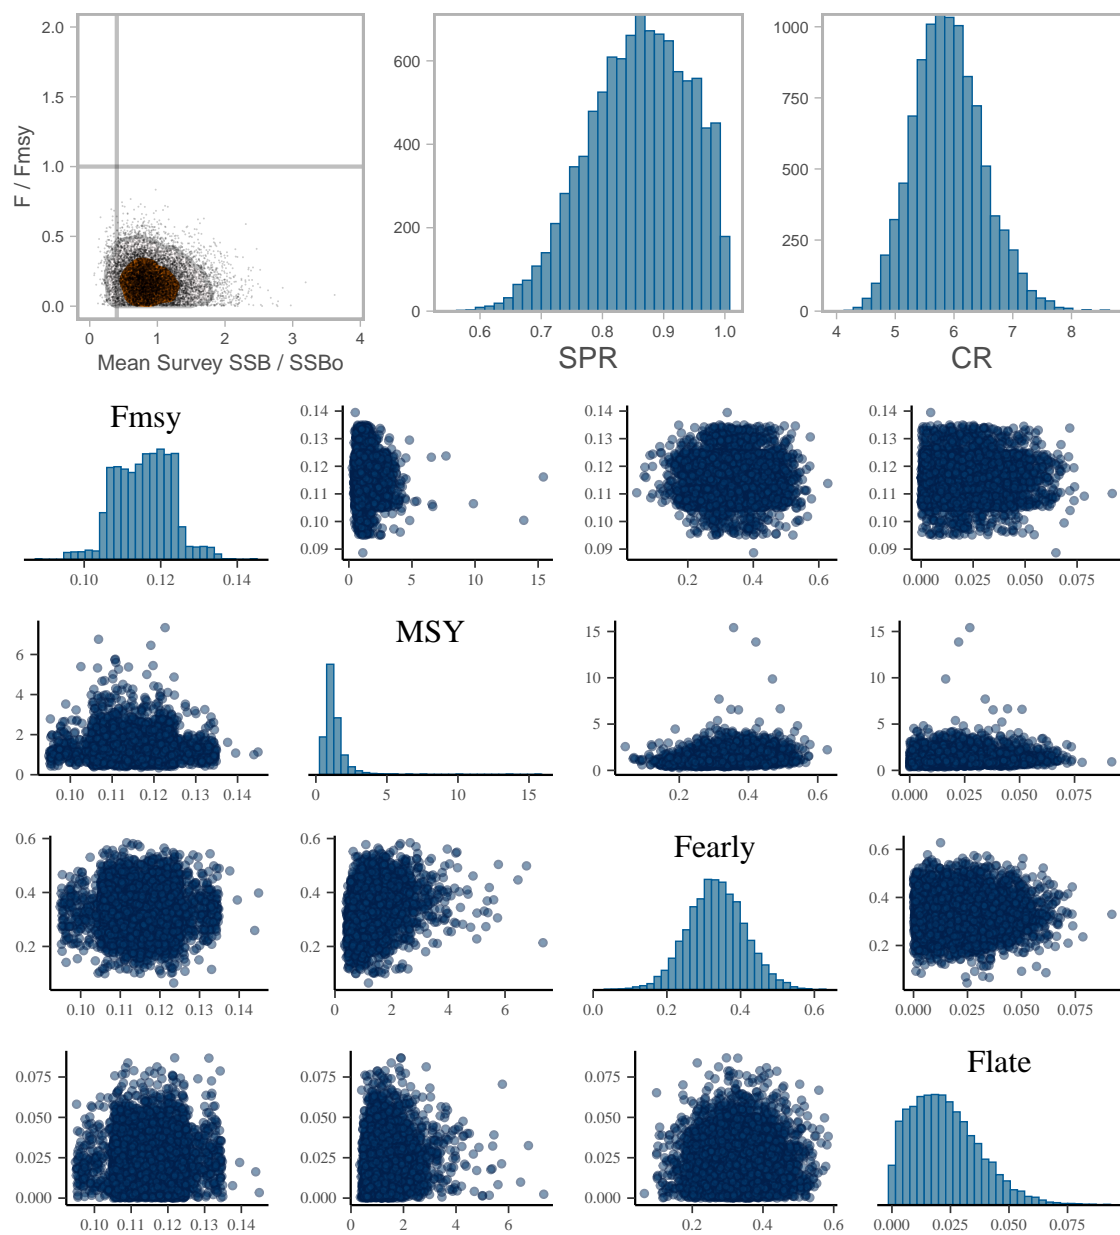 2.0
1.5
1.0
0.5
0.0
F / Fmsy
0 1 2 3 4
Mean Survey SSB / SSBo
600
400
200
0
0.6 0.7 0.8 0.9 1.0
SPR
1000
750
500
250
0
4 5 6 7 8
CR
Fmsy
0.10 0.12 0.14
0.14
0.13
0.12
0.11
0.10
0.09
0 5 10 15
0.14
0.13
0.12
0.11
0.10
0.09
0.2 0.4 0.6
0.14
0.13
0.12
0.11
0.10
0.09
0.000 0.025 0.050 0.075
6
4
2
0
0.10 0.11 0.12 0.13 0.14
MSY
0 5 10 15
15
10
5
0
0.2 0.4 0.6
15
10
5
0
0.000 0.025 0.050 0.075
0.6
0.4
0.2
0.10 0.11 0.12 0.13 0.14
0.6
0.4
0.2
0 2 4 6
Fearly
0.0 0.2 0.4 0.6
0.6
0.4
0.2
0.000 0.025 0.050 0.075
0.075
0.050
0.025
0.000
0.10 0.11 0.12 0.13 0.14
0.075
0.050
0.025
0.000
0 2 4 6
0.075
0.050
0.025
0.000
0.2 0.4 0.6
Flate
0.000 0.025 0.050 0.075